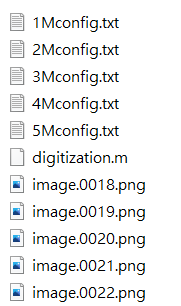 1Mconfig.txt
2Mconfig.txt
3Mconfig.txt
4Mconfig.txt
5Mconfig.txt
digitization.m
image.0018.png
image.0019.png
image.0020.png
image.0021.png
image.0022.png